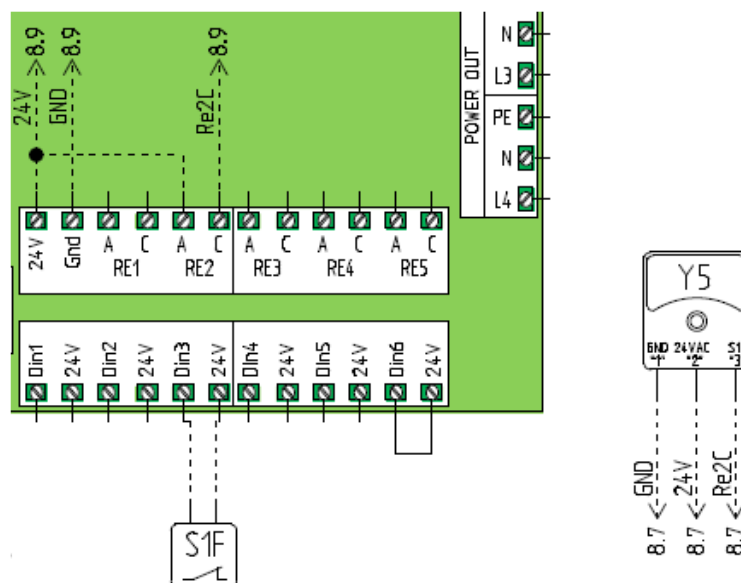 24V >8.9
GND >8.9
Re2C >8.9
POWER OUT
N
L3
PE
N
L4
24V Gnd A C A C A C A C A C
RE1 RE2 RE3 RE4 RE5
Din1 24V Din2 24V Din3 24V Din4 24V Din5 24V Din6 24V
S1F
Y5
GND 24VAC S1
"1" "2" "3
GND 24V Re2C
8.7 8.7 8.7